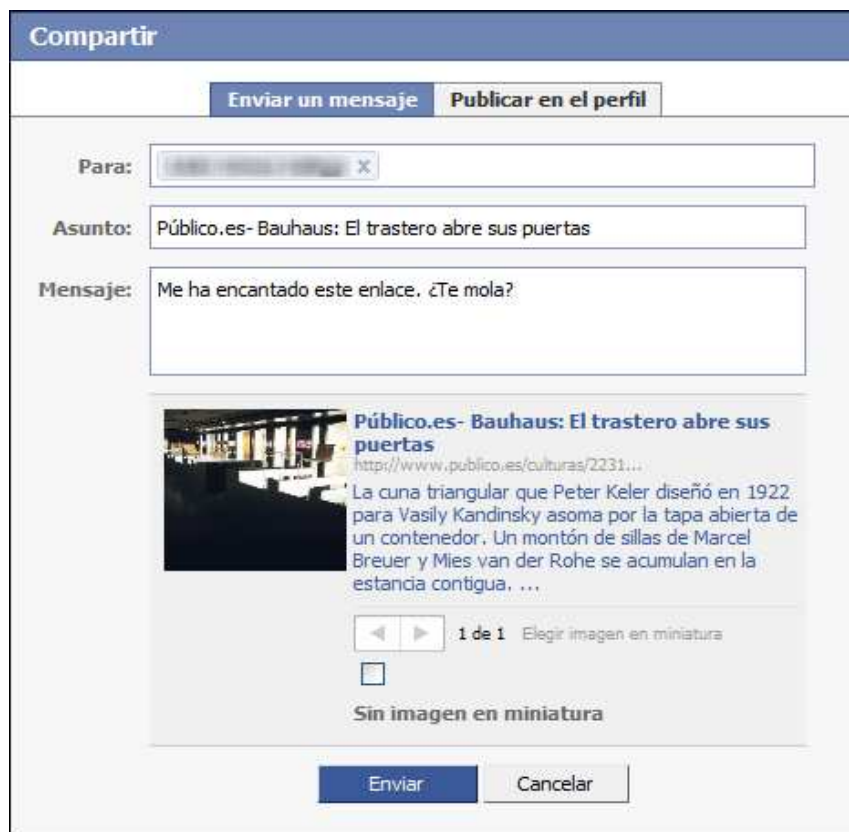 Compartir
Enviar un mensaje Publicar en el perfil
Para: x
Asunto: Público.es- Bauhaus: El trastero abre sus puertas
Mensaje: Me ha encantado este enlace. ¿Te mola?
Público.es- Bauhaus: El trastero abre sus
puertas
http://www.publico.es/culturas/2231...
La cuna triangular que Peter Keler diseñó en 1922
para Vasily Kandinsky asoma por la tapa abierta de
un contenedor. Un montón de sillas de Marcel
Breuer y Mies van der Rohe se acumulan en la
estancia contigua. ...
1 de 1 Elegir imagen en miniatura
Sin imagen en miniatura
Enviar Cancelar